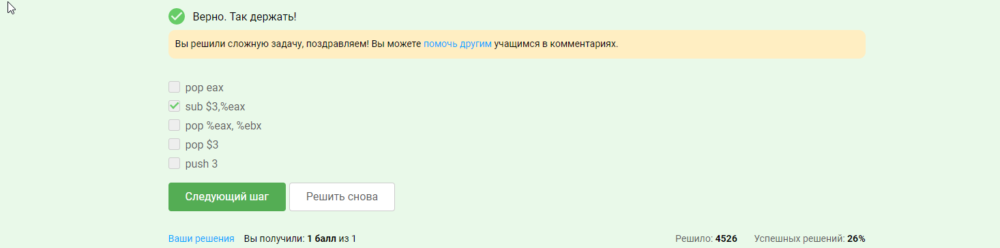 Верно. Так держать!
Вы решили сложную задачу, поздравляем! Вы можете помочь другим учащимся в комментариях.
pop eax
sub $3,%eax
pop %eax, %ebx
pop $3
push 3
Следующий шаг Решить снова
Ваши решения Вы получили: 1 балл из 1 Решило: 4526 Успешных решений: 26%